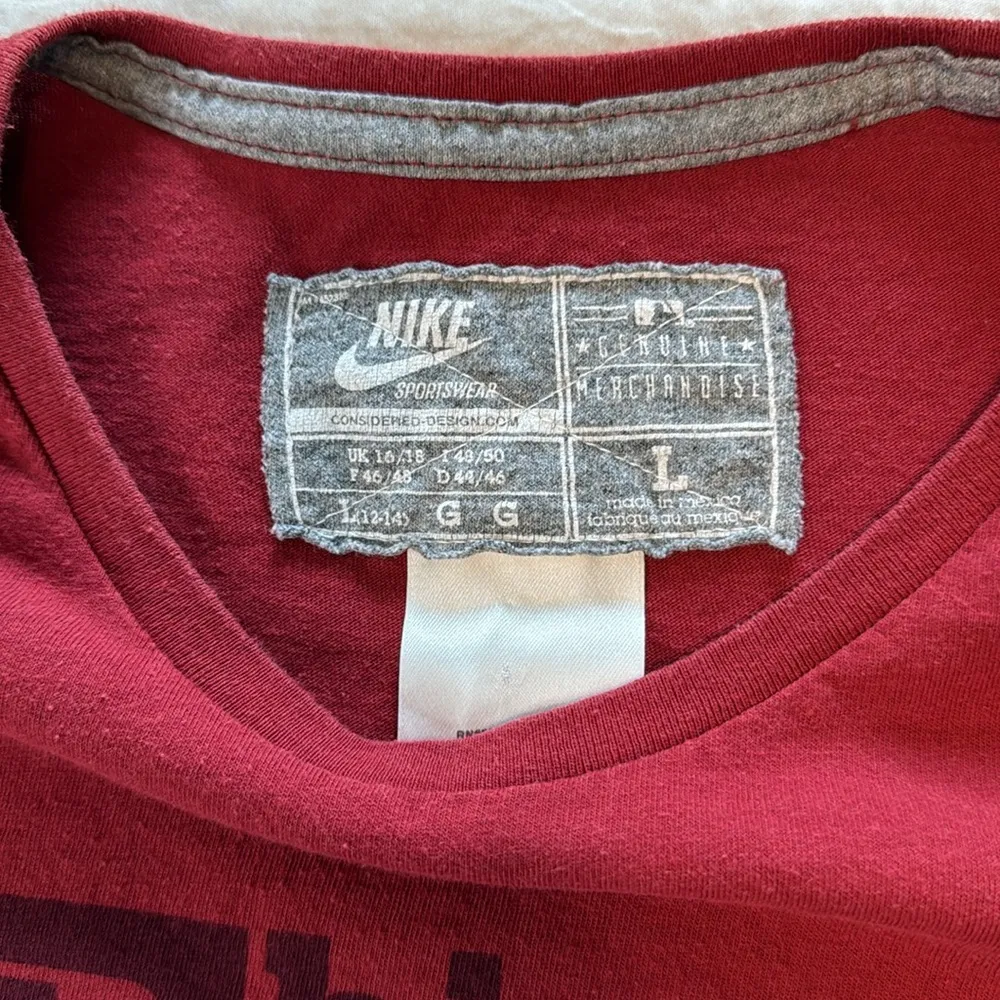 NIKE
SPORTSWEAR
CONSIDERED-DESIGN.COM
UK 16/18 I 48/50
F 46/48 D 44/46
L(12-14) G G
★GENUINE★
MERCHANDISE
L
made in mexico
fabriqué au mexique